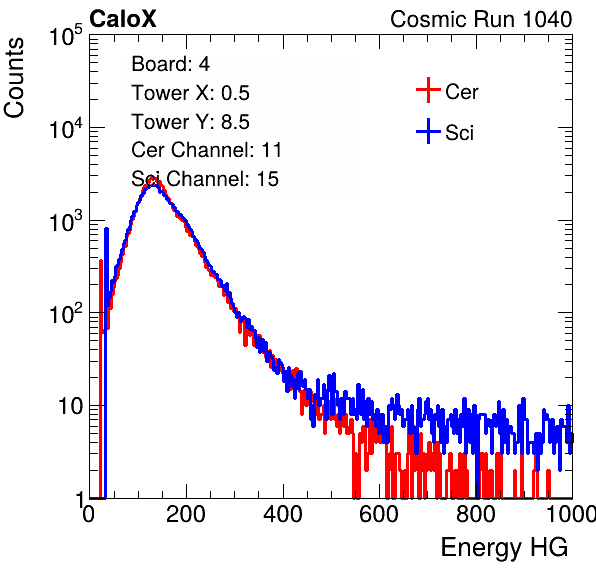 CaloX Cosmic Run 1040
Counts
Board: 4
Tower X: 0.5
Tower Y: 8.5
Cer Channel: 11
Sci Channel: 15
Cer
Sci
10^5
10^4
10^3
10^2
10
1
0 200 400 600 800 1000
Energy HG